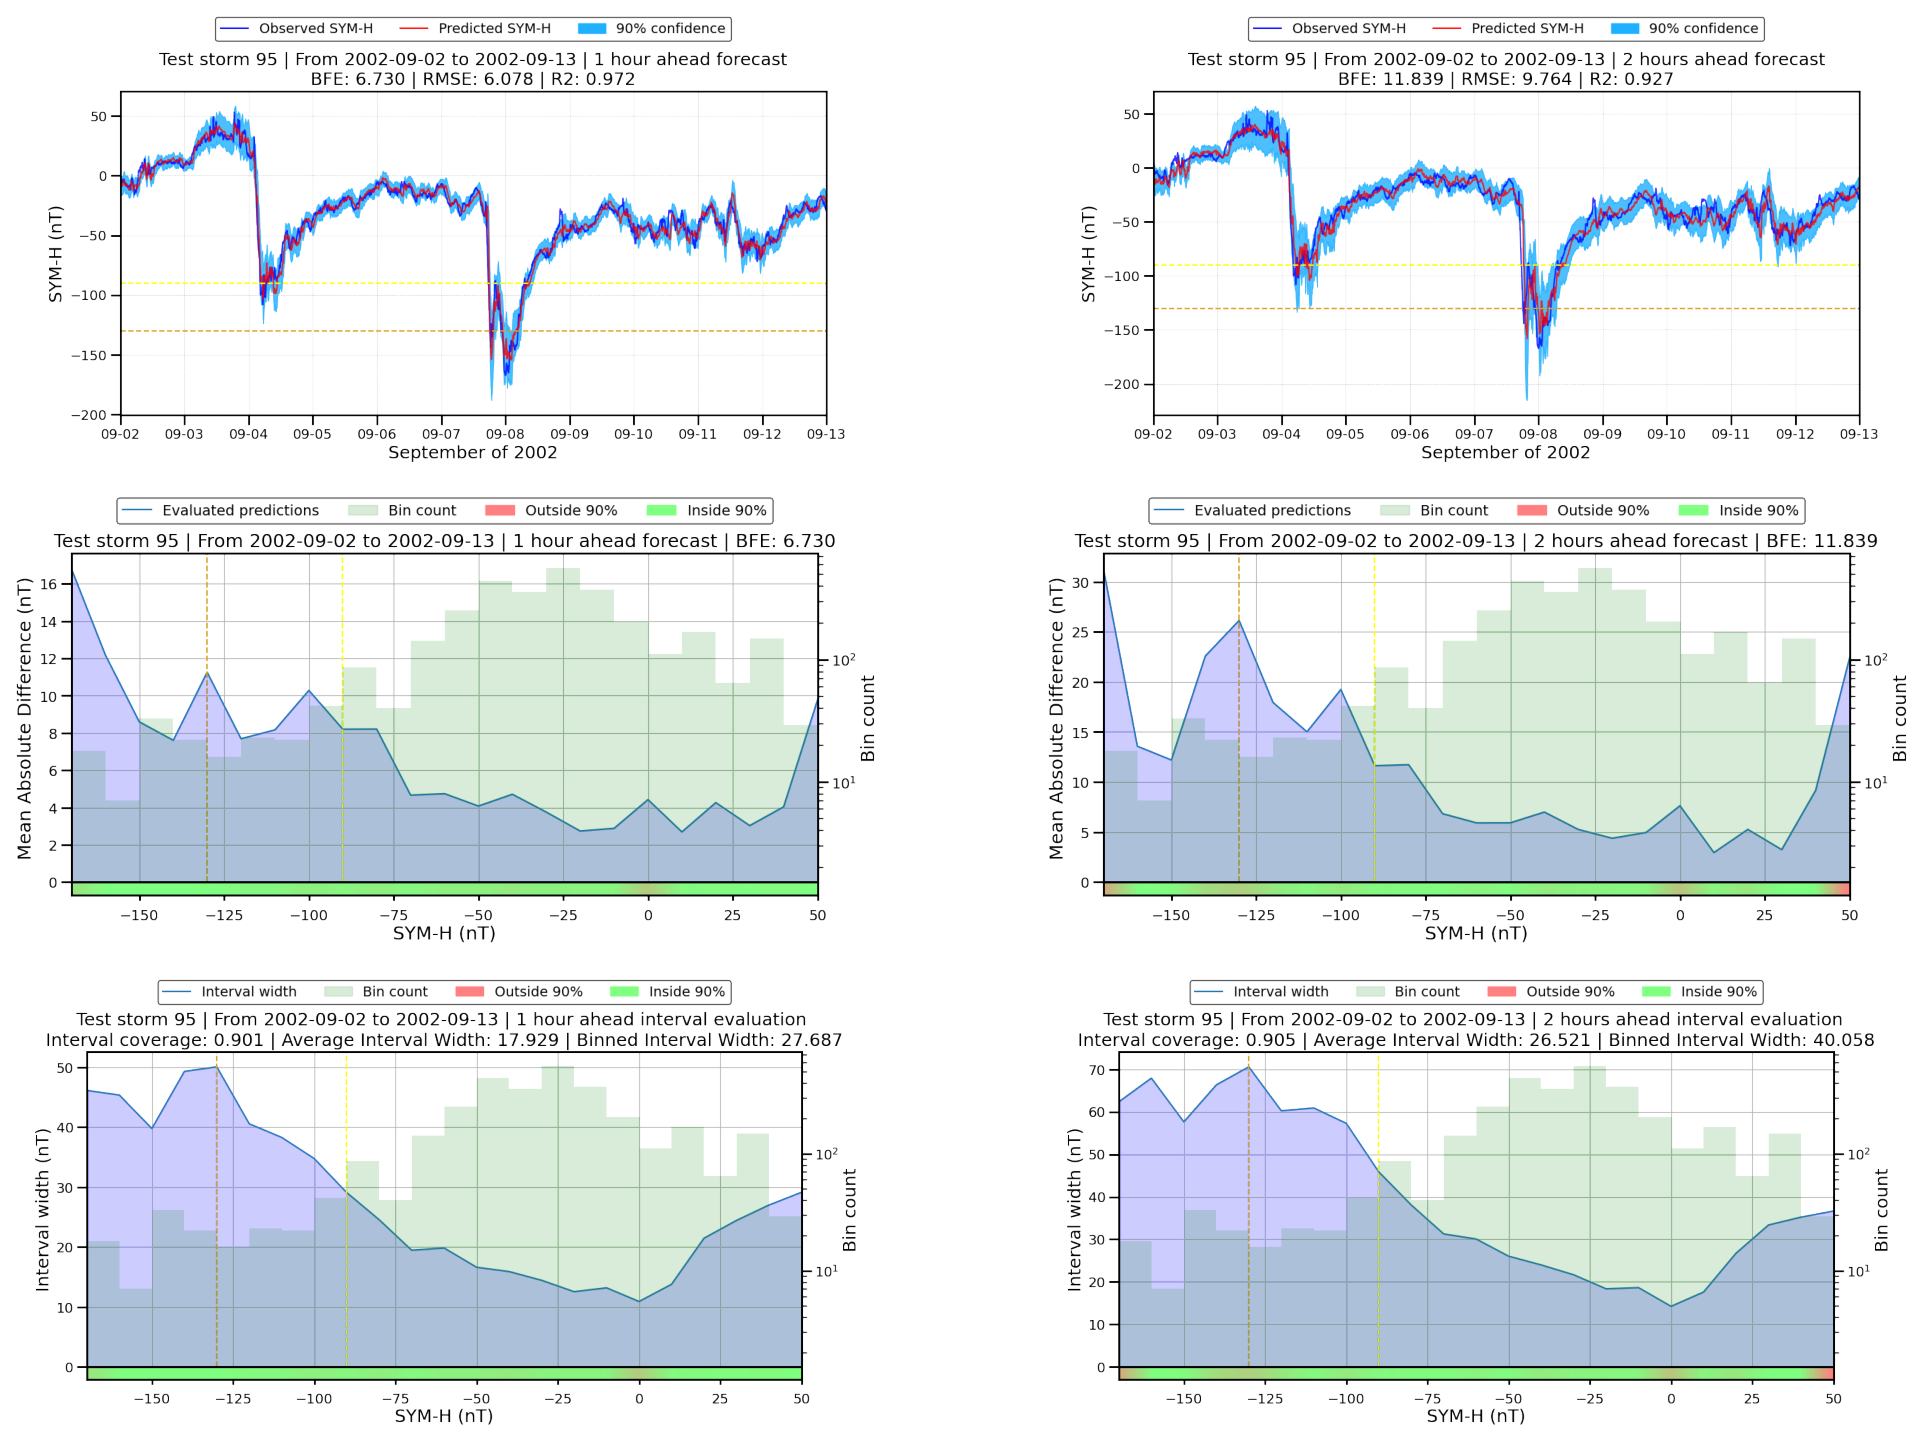 Observed SYM-H Predicted SYM-H 90% confidence
Test storm 95 | From 2002-09-02 to 2002-09-13 | 1 hour ahead forecast
BFE: 6.730 | RMSE: 6.078 | R2: 0.972
50
0
−50
−100
−150
−200
SYM-H (nT)
09-02 09-03 09-04 09-05 09-06 09-07 09-08 09-09 09-10 09-11 09-12 09-13
September of 2002
Observed SYM-H Predicted SYM-H 90% confidence
Test storm 95 | From 2002-09-02 to 2002-09-13 | 2 hours ahead forecast
BFE: 11.839 | RMSE: 9.764 | R2: 0.927
50
0
−50
−100
−150
−200
SYM-H (nT)
09-02 09-03 09-04 09-05 09-06 09-07 09-08 09-09 09-10 09-11 09-12 09-13
September of 2002
Evaluated predictions Bin count Outside 90% Inside 90%
Test storm 95 | From 2002-09-02 to 2002-09-13 | 1 hour ahead forecast | BFE: 6.730
16
14
12
10
8
6
4
2
0
Mean Absolute Difference (nT)
10²
10¹
Bin count
−150 −125 −100 −75 −50 −25 0 25 50
SYM-H (nT)
Evaluated predictions Bin count Outside 90% Inside 90%
Test storm 95 | From 2002-09-02 to 2002-09-13 | 2 hours ahead forecast | BFE: 11.839
30
25
20
15
10
5
0
Mean Absolute Difference (nT)
10²
10¹
Bin count
−150 −125 −100 −75 −50 −25 0 25 50
SYM-H (nT)
Interval width Bin count Outside 90% Inside 90%
Test storm 95 | From 2002-09-02 to 2002-09-13 | 1 hour ahead interval evaluation
Interval coverage: 0.901 | Average Interval Width: 17.929 | Binned Interval Width: 27.687
50
40
30
20
10
0
Interval width (nT)
10²
10¹
Bin count
−150 −125 −100 −75 −50 −25 0 25 50
SYM-H (nT)
Interval width Bin count Outside 90% Inside 90%
Test storm 95 | From 2002-09-02 to 2002-09-13 | 2 hours ahead interval evaluation
Interval coverage: 0.905 | Average Interval Width: 26.521 | Binned Interval Width: 40.058
70
60
50
40
30
20
10
0
Interval width (nT)
10²
10¹
Bin count
−150 −125 −100 −75 −50 −25 0 25 50
SYM-H (nT)